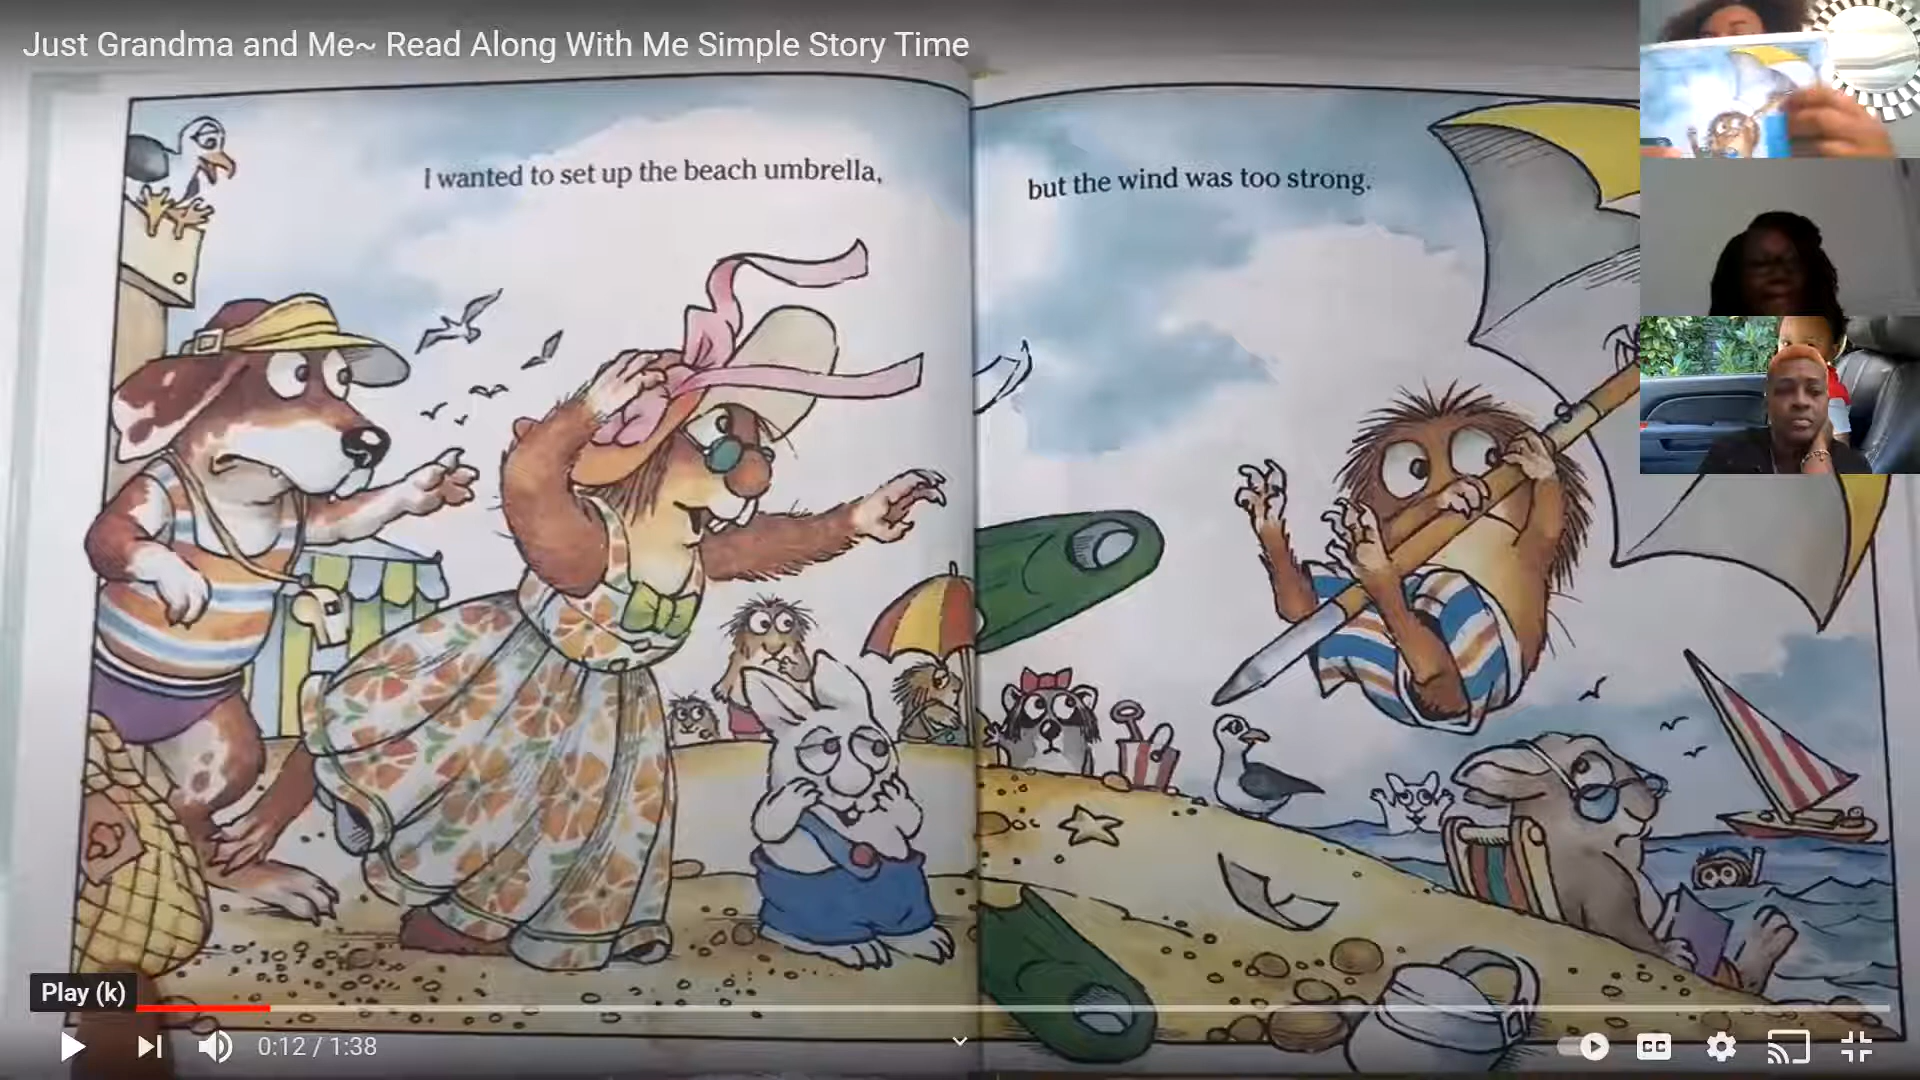 Just Grandma and Me~ Read Along With Me Simple Story Time
I wanted to set up the beach umbrella,
but the wind was too strong.
Play (k)
0:12 / 1:38
CC